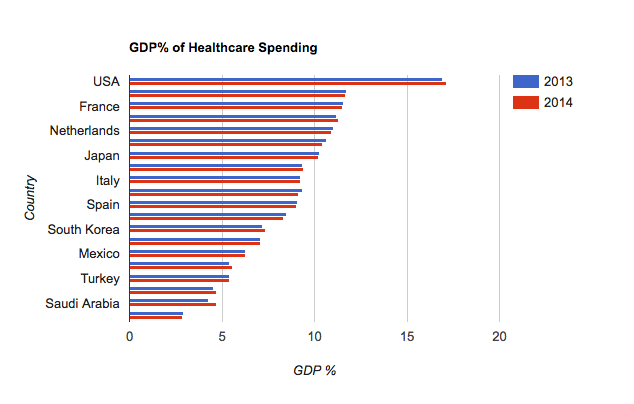 GDP% of Healthcare Spending
USA
France
Netherlands
Japan
Italy
Spain
South Korea
Mexico
Turkey
Saudi Arabia
Country
0 5 10 15 20
GDP %
2013
2014